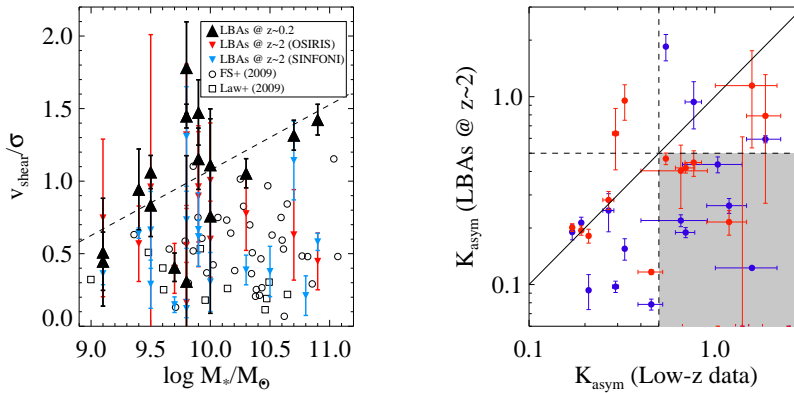 2.0
1.5
1.0
0.5
0.0
v_shear/σ
LBAs @ z~0.2
LBAs @ z~2 (OSIRIS)
LBAs @ z~2 (SINFONI)
FS+ (2009)
Law+ (2009)
9.0 9.5 10.0 10.5 11.0
log M_*/M_⊙
1.0
0.1
K_asym (LBAs @ z~2)
0.1 1.0
K_asym (Low-z data)